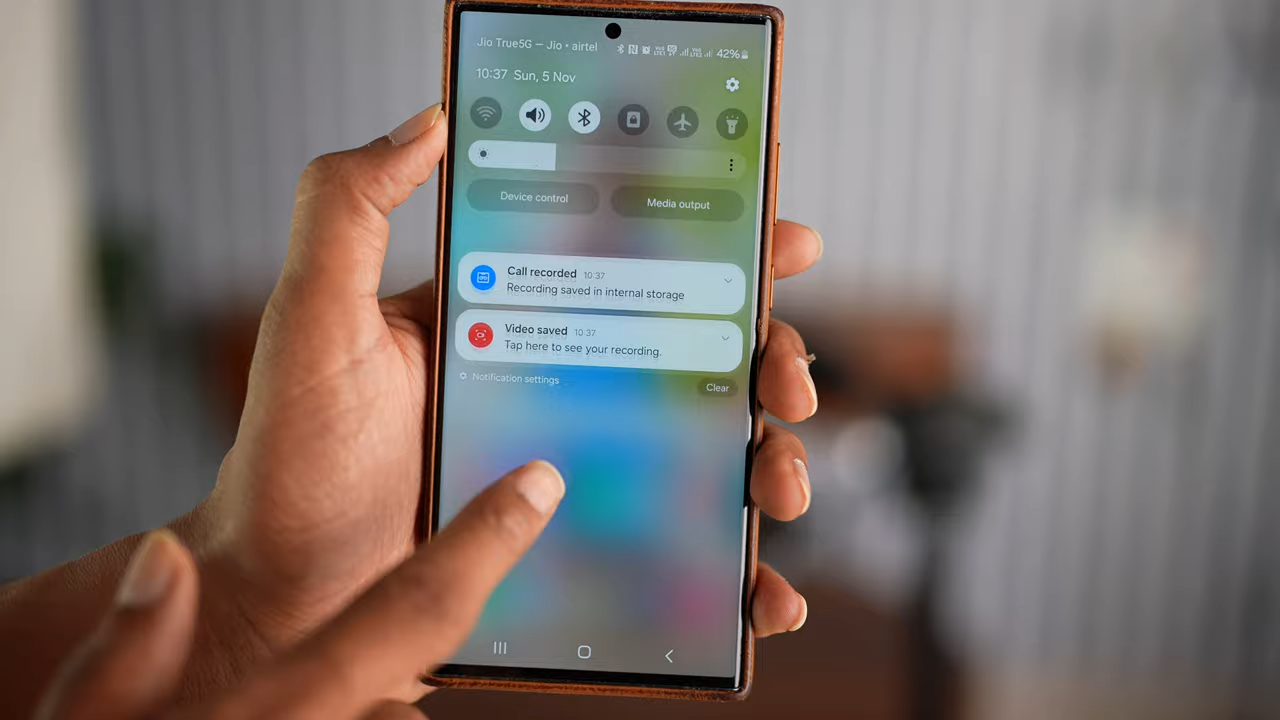 Jio True5G — Jio • airtel 42%
10:37 Sun, 5 Nov
Device control
Media output
Call recorded 10:37
Recording saved in internal storage
Video saved 10:37
Tap here to see your recording.
Notification settings
Clear